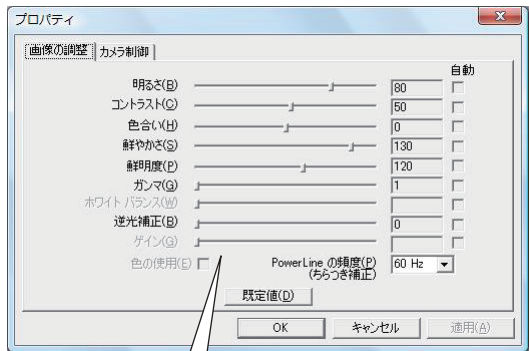 プロパティ
画像の調整 カメラ制御
自動
明るさ(B) 80
コントラスト(C) 50
色合い(H) 0
鮮やかさ(S) 130
鮮明度(P) 120
ガンマ(G) 1
ホワイト バランス(W)
逆光補正(B) 0
ゲイン(G)
色の使用(E) PowerLine の頻度(P) 60 Hz
(ちらつき補正)
既定値(D)
OK キャンセル 適用(A)